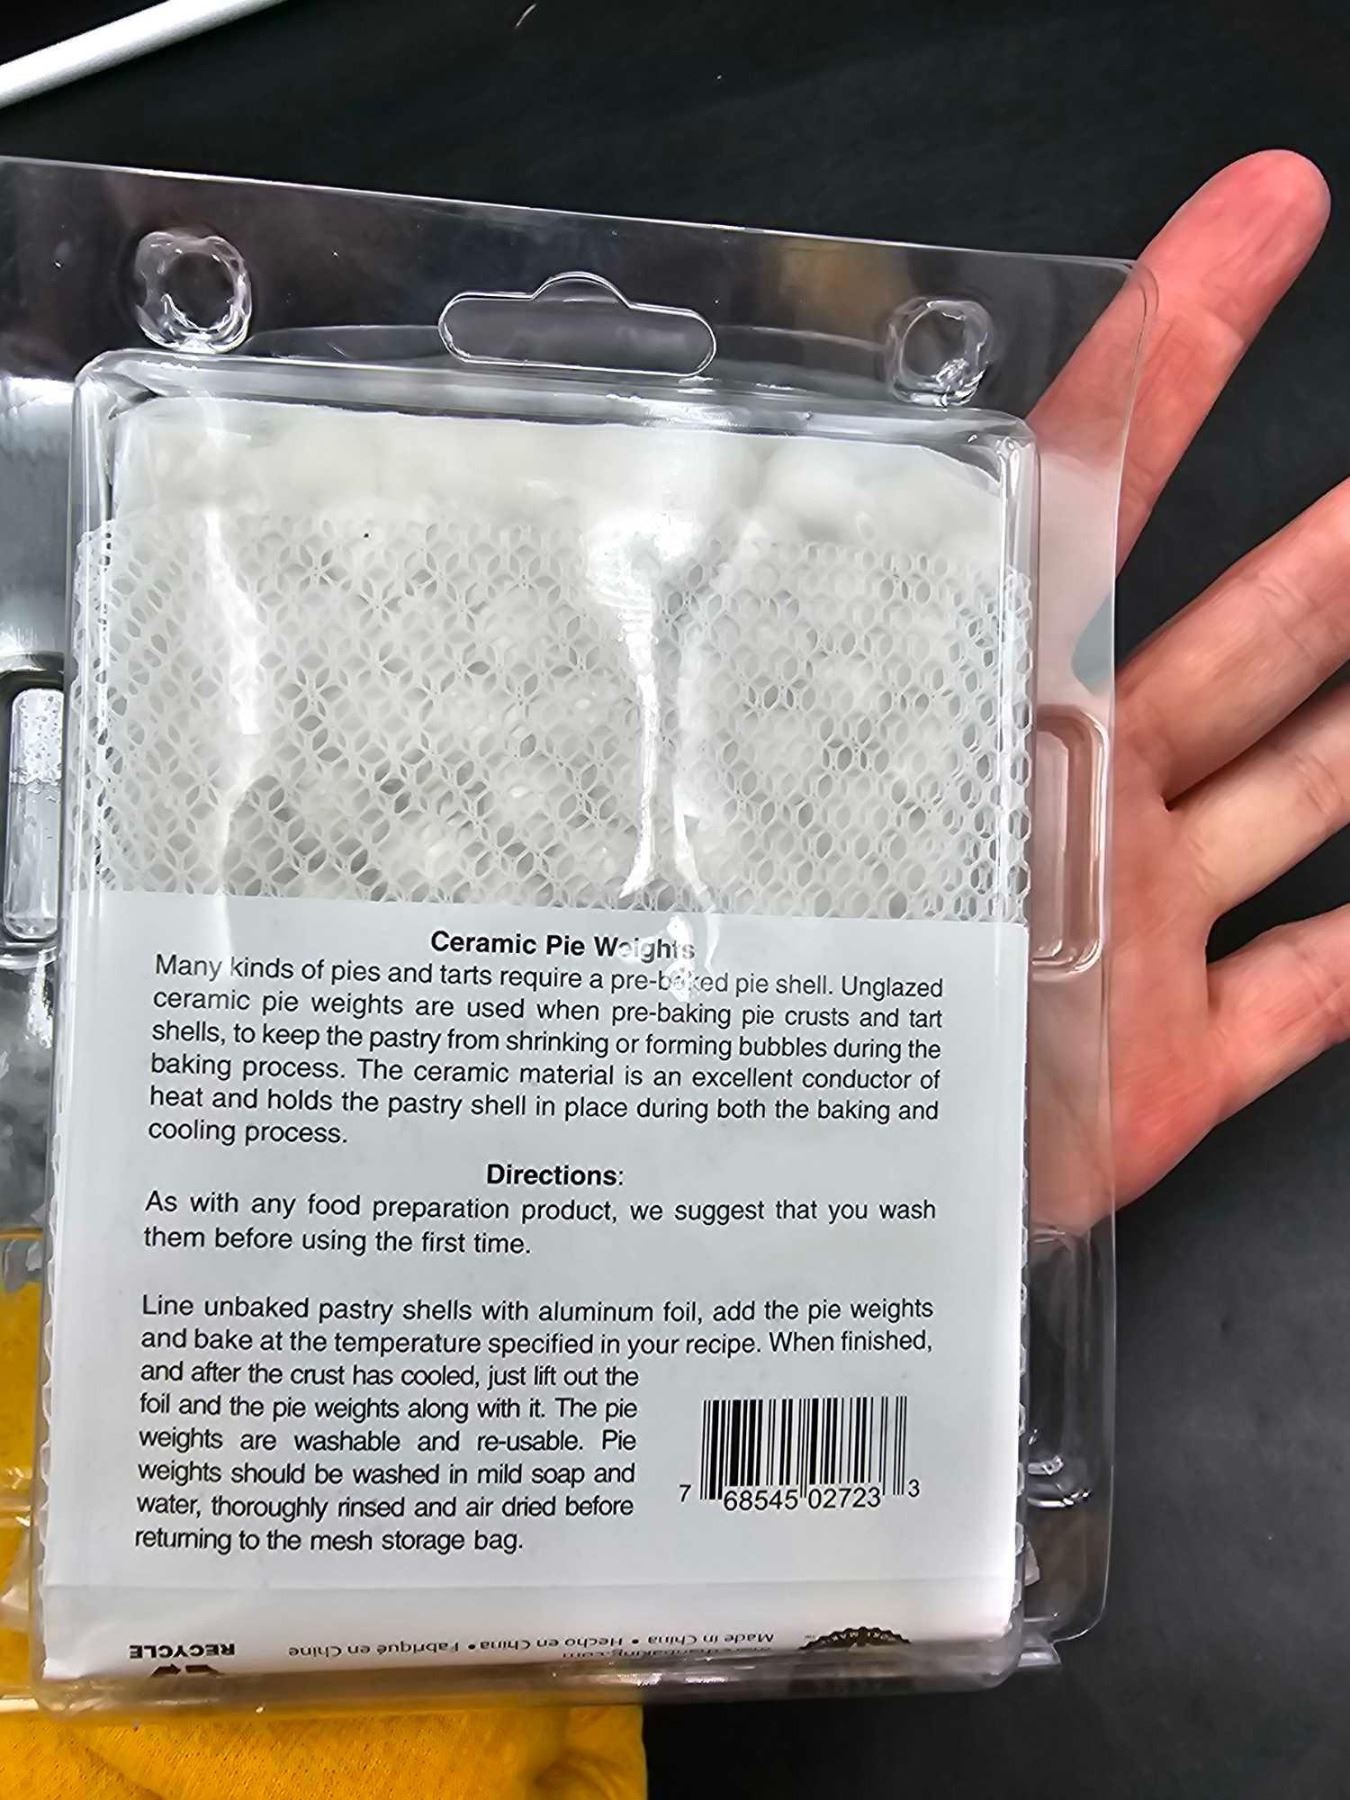 Ceramic Pie Weights
Many kinds of pies and tarts require a pre-baked pie shell. Unglazed
ceramic pie weights are used when pre-baking pie crusts and tart
shells, to keep the pastry from shrinking or forming bubbles during the
baking process. The ceramic material is an excellent conductor of
heat and holds the pastry shell in place during both the baking and
cooling process.
Directions:
As with any food preparation product, we suggest that you wash
them before using the first time.
Line unbaked pastry shells with aluminum foil, add the pie weights
and bake at the temperature specified in your recipe. When finished,
and after the crust has cooled, just lift out the
foil and the pie weights along with it. The pie
weights are washable and re-usable. Pie
weights should be washed in mild soap and
water, thoroughly rinsed and air dried before
returning to the mesh storage bag.
7 68545 02723 3
Made in China • Hecho en China • Fabriqué en Chine
RECYCLE